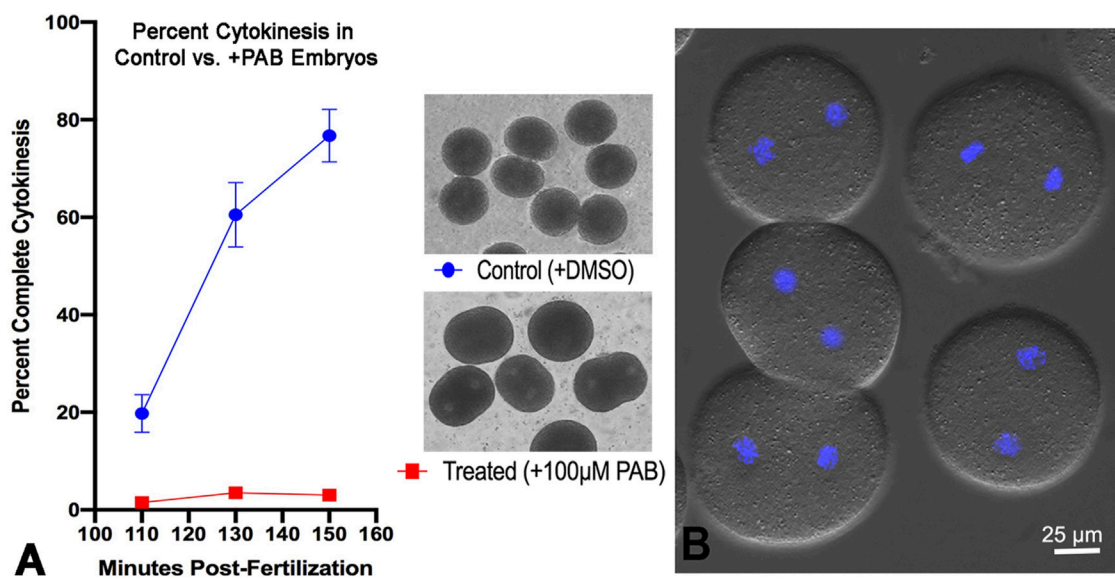 Percent Cytokinesis in
Control vs. +PAB Embryos
Percent Complete Cytokinesis
100
80
60
40
20
0
100 110 120 130 140 150 160
Minutes Post-Fertilization
A
Control (+DMSO)
Treated (+100µM PAB)
B
25 µm